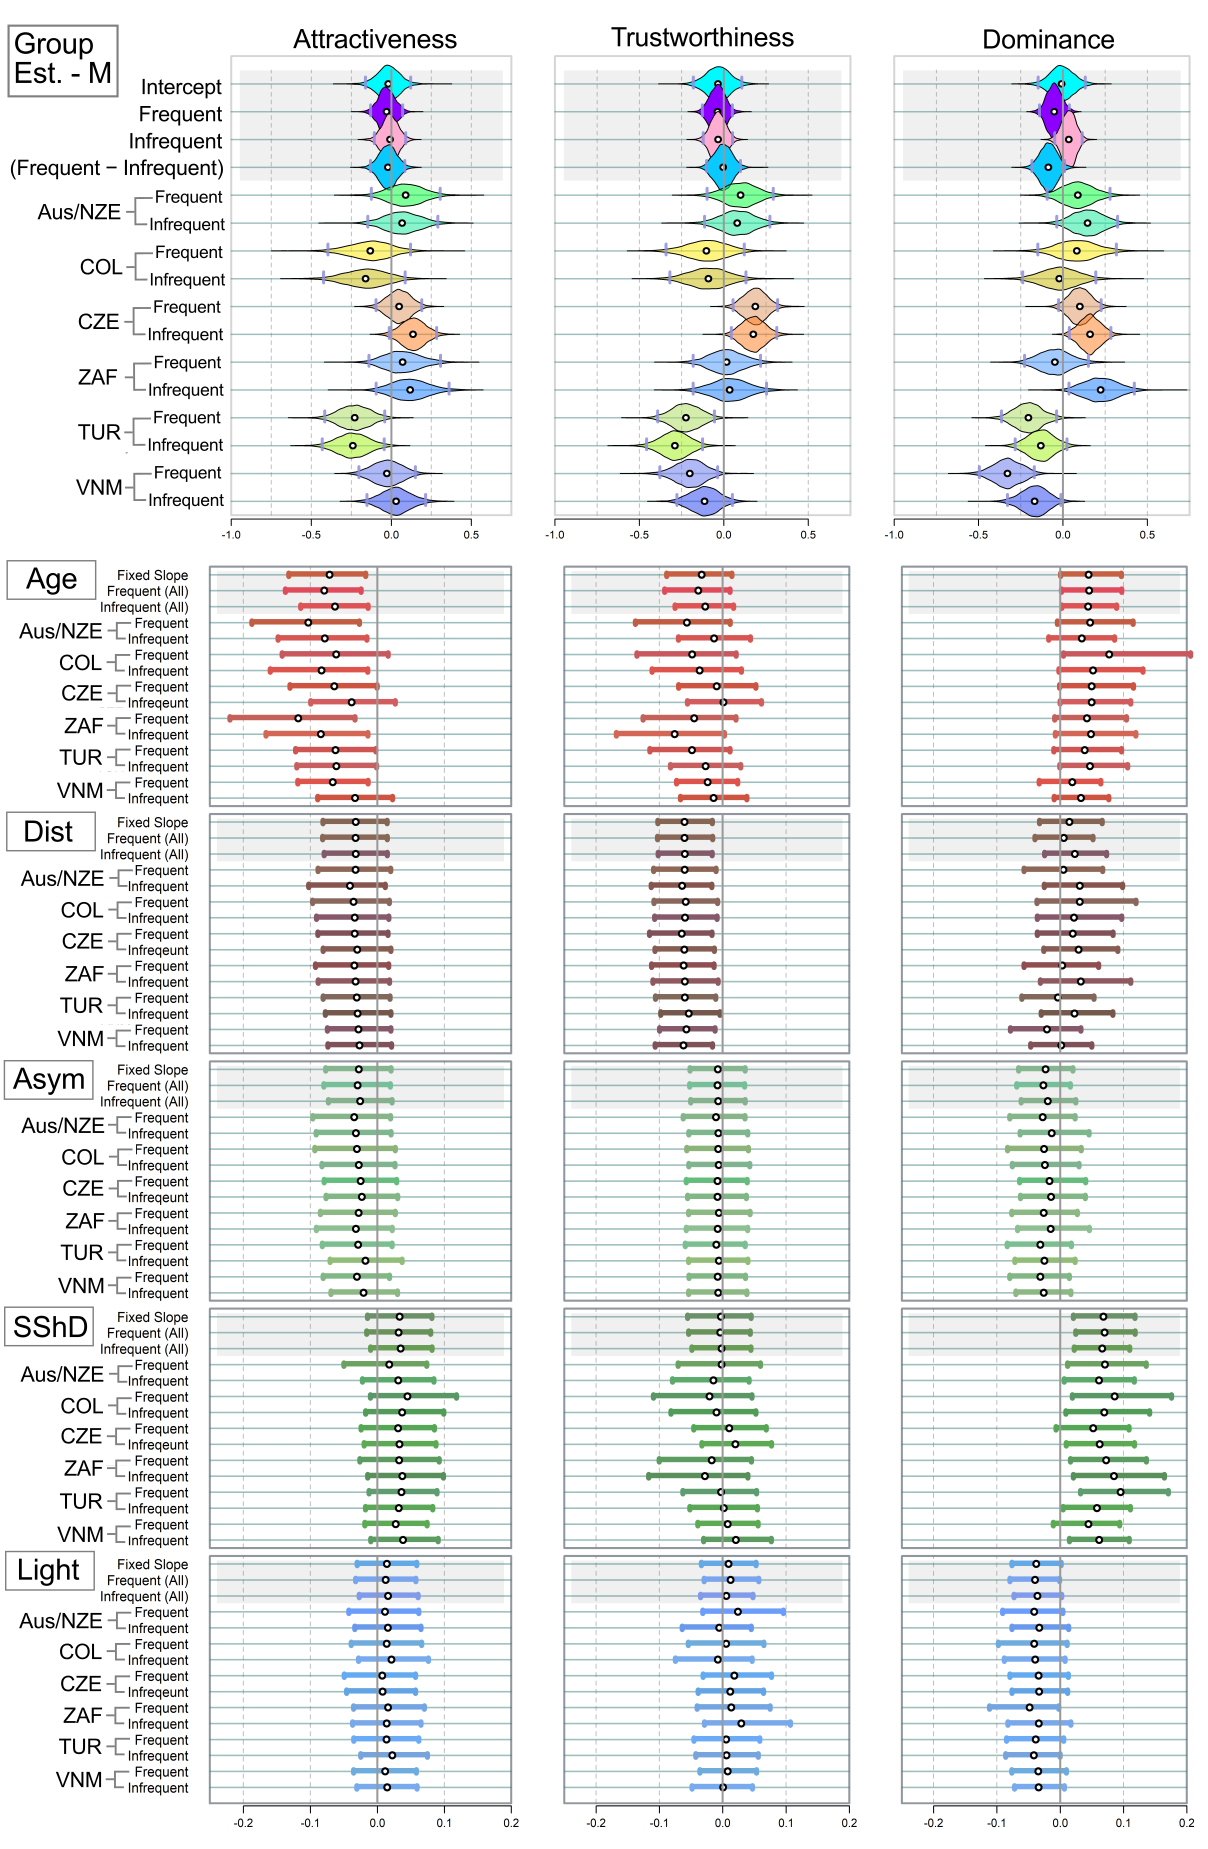 Group
Est. - M
Attractiveness
Trustworthiness
Dominance
Intercept
Frequent
Infrequent
(Frequent − Infrequent)
Aus/NZE
Frequent
Infrequent
COL
Frequent
Infrequent
CZE
Frequent
Infrequent
ZAF
Frequent
Infrequent
TUR
Frequent
Infrequent
VNM
Frequent
Infrequent
-1.0 -0.5 0.0 0.5
-1.0 -0.5 0.0 0.5
-1.0 -0.5 0.0 0.5
Age
Fixed Slope
Frequent (All)
Infrequent (All)
Aus/NZE
Frequent
Infrequent
COL
Frequent
Infrequent
CZE
Frequent
Infreqeunt
ZAF
Frequent
Infrequent
TUR
Frequent
Infrequent
VNM
Frequent
Infrequent
Dist
Fixed Slope
Frequent (All)
Infrequent (All)
Aus/NZE
Frequent
Infrequent
COL
Frequent
Infrequent
CZE
Frequent
Infreqeunt
ZAF
Frequent
Infrequent
TUR
Frequent
Infrequent
VNM
Frequent
Infrequent
Asym
Fixed Slope
Frequent (All)
Infrequent (All)
Aus/NZE
Frequent
Infrequent
COL
Frequent
Infrequent
CZE
Frequent
Infreqeunt
ZAF
Frequent
Infrequent
TUR
Frequent
Infrequent
VNM
Frequent
Infrequent
SShD
Fixed Slope
Frequent (All)
Infrequent (All)
Aus/NZE
Frequent
Infrequent
COL
Frequent
Infrequent
CZE
Frequent
Infreqeunt
ZAF
Frequent
Infrequent
TUR
Frequent
Infrequent
VNM
Frequent
Infrequent
Light
Fixed Slope
Frequent (All)
Infrequent (All)
Aus/NZE
Frequent
Infrequent
COL
Frequent
Infrequent
CZE
Frequent
Infreqeunt
ZAF
Frequent
Infrequent
TUR
Frequent
Infrequent
VNM
Frequent
Infrequent
-0.2 -0.1 0.0 0.1 0.2
-0.2 -0.1 0.0 0.1 0.2
-0.2 -0.1 0.0 0.1 0.2